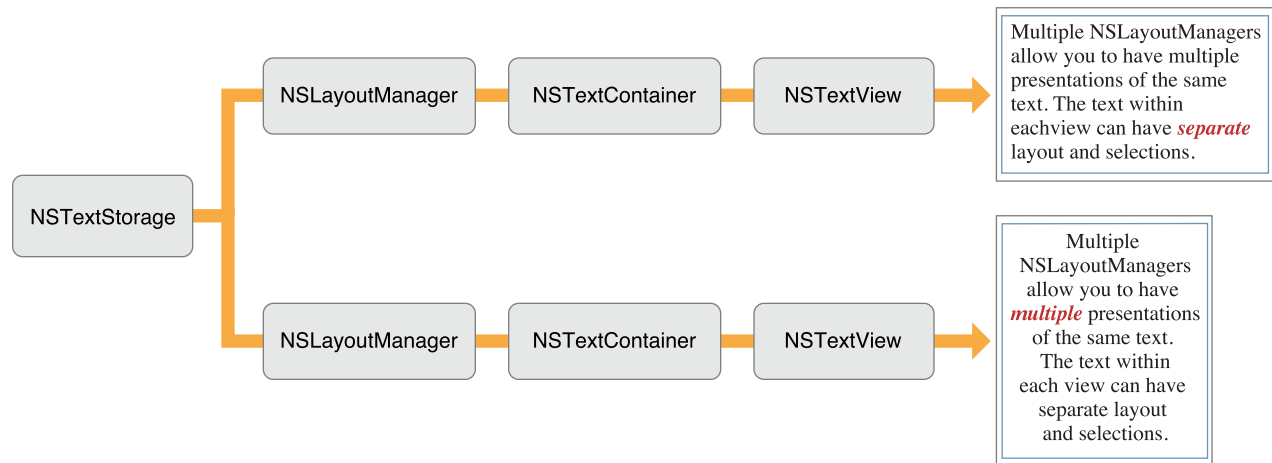 NSTextStorage
NSLayoutManager
NSTextContainer
NSTextView
Multiple NSLayoutManagers
allow you to have multiple
presentations of the same
text. The text within
eachview can have separate
layout and selections.
NSLayoutManager
NSTextContainer
NSTextView
Multiple
NSLayoutManagers
allow you to have
multiple presentations
of the same text.
The text within
each view can have
separate layout
and selections.